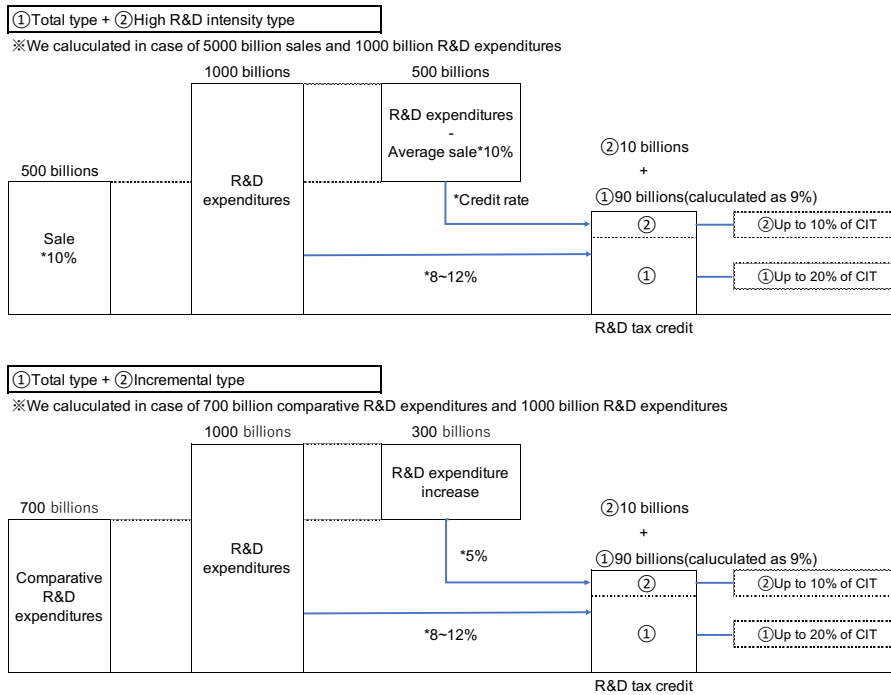 ①Total type + ②High R&D intensity type
※We caluculated in case of 5000 billion sales and 1000 billion R&D expenditures
1000 billions
500 billions
R&D expenditures
-
Average sale*10%
②10 billions
+
①90 billions(caluculated as 9%)
500 billions
R&D
expenditures
*Credit rate
②
②Up to 10% of CIT
Sale
*10%
*8~12%
①
①Up to 20% of CIT
R&D tax credit
①Total type + ②Incremental type
※We caluculated in case of 700 billion comparative R&D expenditures and 1000 billion R&D expenditures
1000 billions
300 billions
R&D expenditure
increase
700 billions
②10 billions
+
①90 billions(caluculated as 9%)
R&D
expenditures
*5%
Comparative
R&D
expenditures
②
②Up to 10% of CIT
*8~12%
①
①Up to 20% of CIT
R&D tax credit